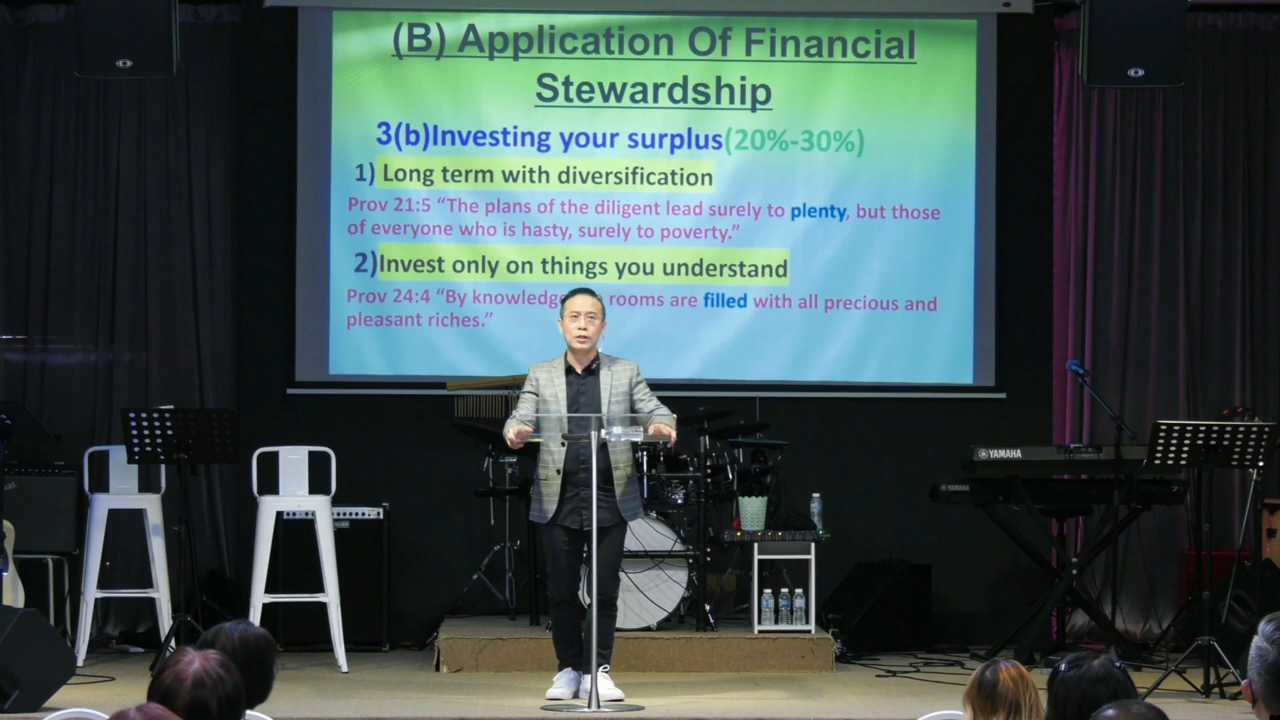 (B) Application Of Financial
Stewardship
3(b)Investing your surplus(20%-30%)
1) Long term with diversification
Prov 21:5 “The plans of the diligent lead surely to plenty, but those
of everyone who is hasty, surely to poverty.”
2)Invest only on things you understand
Prov 24:4 “By knowledge rooms are filled with all precious and
pleasant riches.”
YAMAHA
YAMAHA